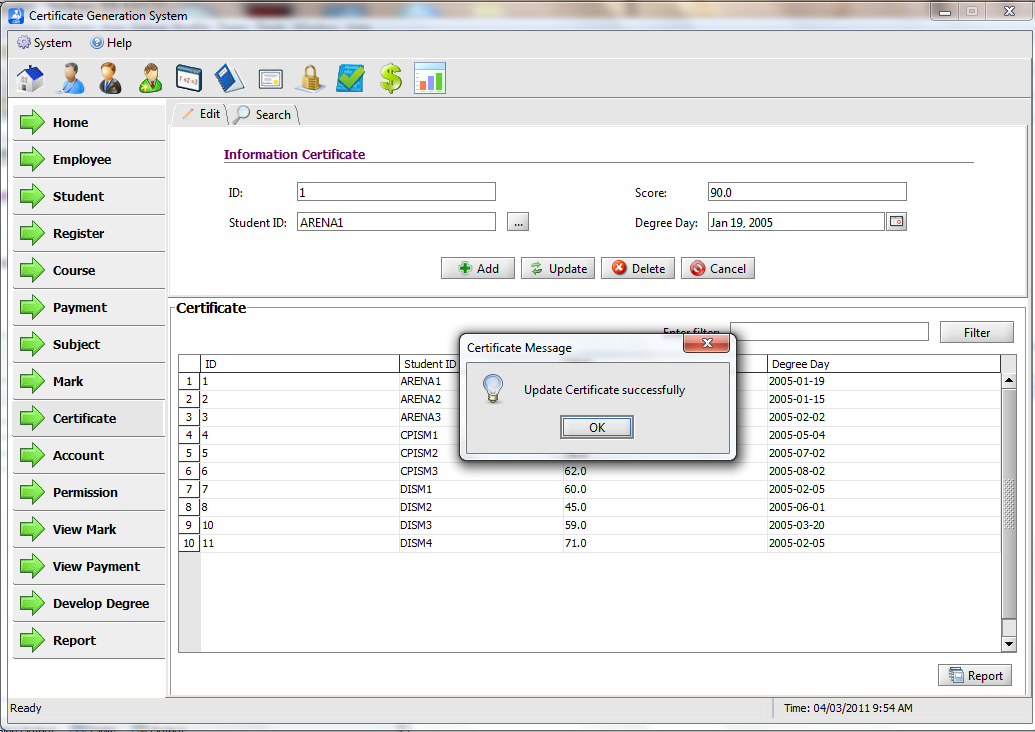 Certificate Generation System
System Help
Home
Employee
Student
Register
Course
Payment
Subject
Mark
Certificate
Account
Permission
View Mark
View Payment
Develop Degree
Report
Edit Search
Information Certificate
ID: 1 Score: 90.0
Student ID: ARENA1 ... Degree Day: Jan 19, 2005
Add Update Delete Cancel
Certificate
Enter filter: Filter
ID Student ID Degree Day
1 1 ARENA1 2005-01-19
2 2 ARENA2 2005-01-15
3 3 ARENA3 2005-02-02
4 4 CPISM1 2005-05-04
5 5 CPISM2 2005-07-02
6 6 CPISM3 62.0 2005-08-02
7 7 DISM1 60.0 2005-02-05
8 8 DISM2 45.0 2005-06-01
9 10 DISM3 59.0 2005-03-20
10 11 DISM4 71.0 2005-02-05
Certificate Message
Update Certificate successfully
OK
Report
Ready Time: 04/03/2011 9:54 AM